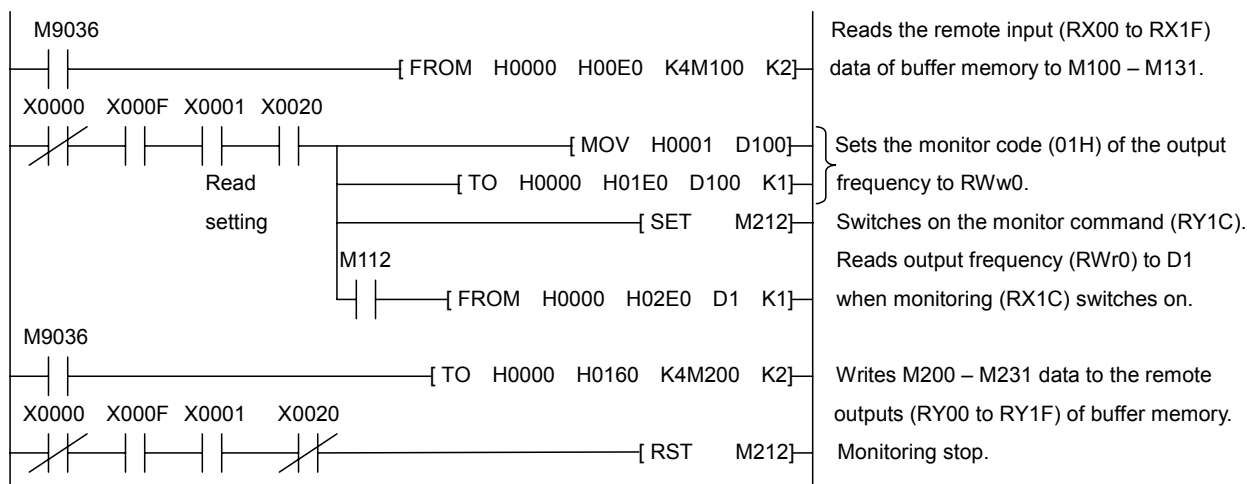 M9036 Reads the remote input (RX00 to RX1F)
[ FROM H0000 H00E0 K4M100 K2] data of buffer memory to M100 – M131.
X0000 X000F X0001 X0020
[ MOV H0001 D100] Sets the monitor code (01H) of the output
Read [ TO H0000 H01E0 D100 K1] frequency to RWw0.
setting [ SET M212] Switches on the monitor command (RY1C).
M112 Reads output frequency (RWr0) to D1
[ FROM H0000 H02E0 D1 K1] when monitoring (RX1C) switches on.
M9036
[ TO H0000 H0160 K4M200 K2] Writes M200 – M231 data to the remote
X0000 X000F X0001 X0020 outputs (RY00 to RY1F) of buffer memory.
[ RST M212] Monitoring stop.